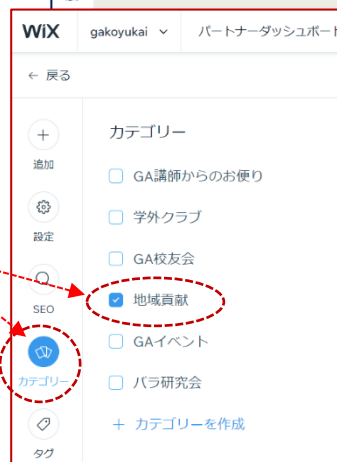 WiX gakoyukai パートナーダッシュボート
← 戻る
カテゴリー
追加
GA講師からのお便り
設定
学外クラブ
GA校友会
SEO
地域貢献
GAイベント
カテゴリー
バラ研究会
+ カテゴリーを作成
タグ